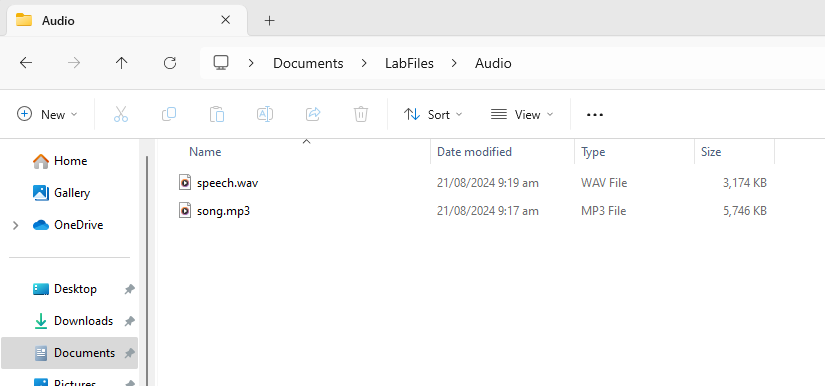 Audio
Documents > LabFiles > Audio
New Sort View
Home
Gallery
OneDrive
Desktop
Downloads
Documents
Pictures
Name Date modified Type Size
speech.wav 21/08/2024 9:19 am WAV File 3,174 KB
song.mp3 21/08/2024 9:17 am MP3 File 5,746 KB